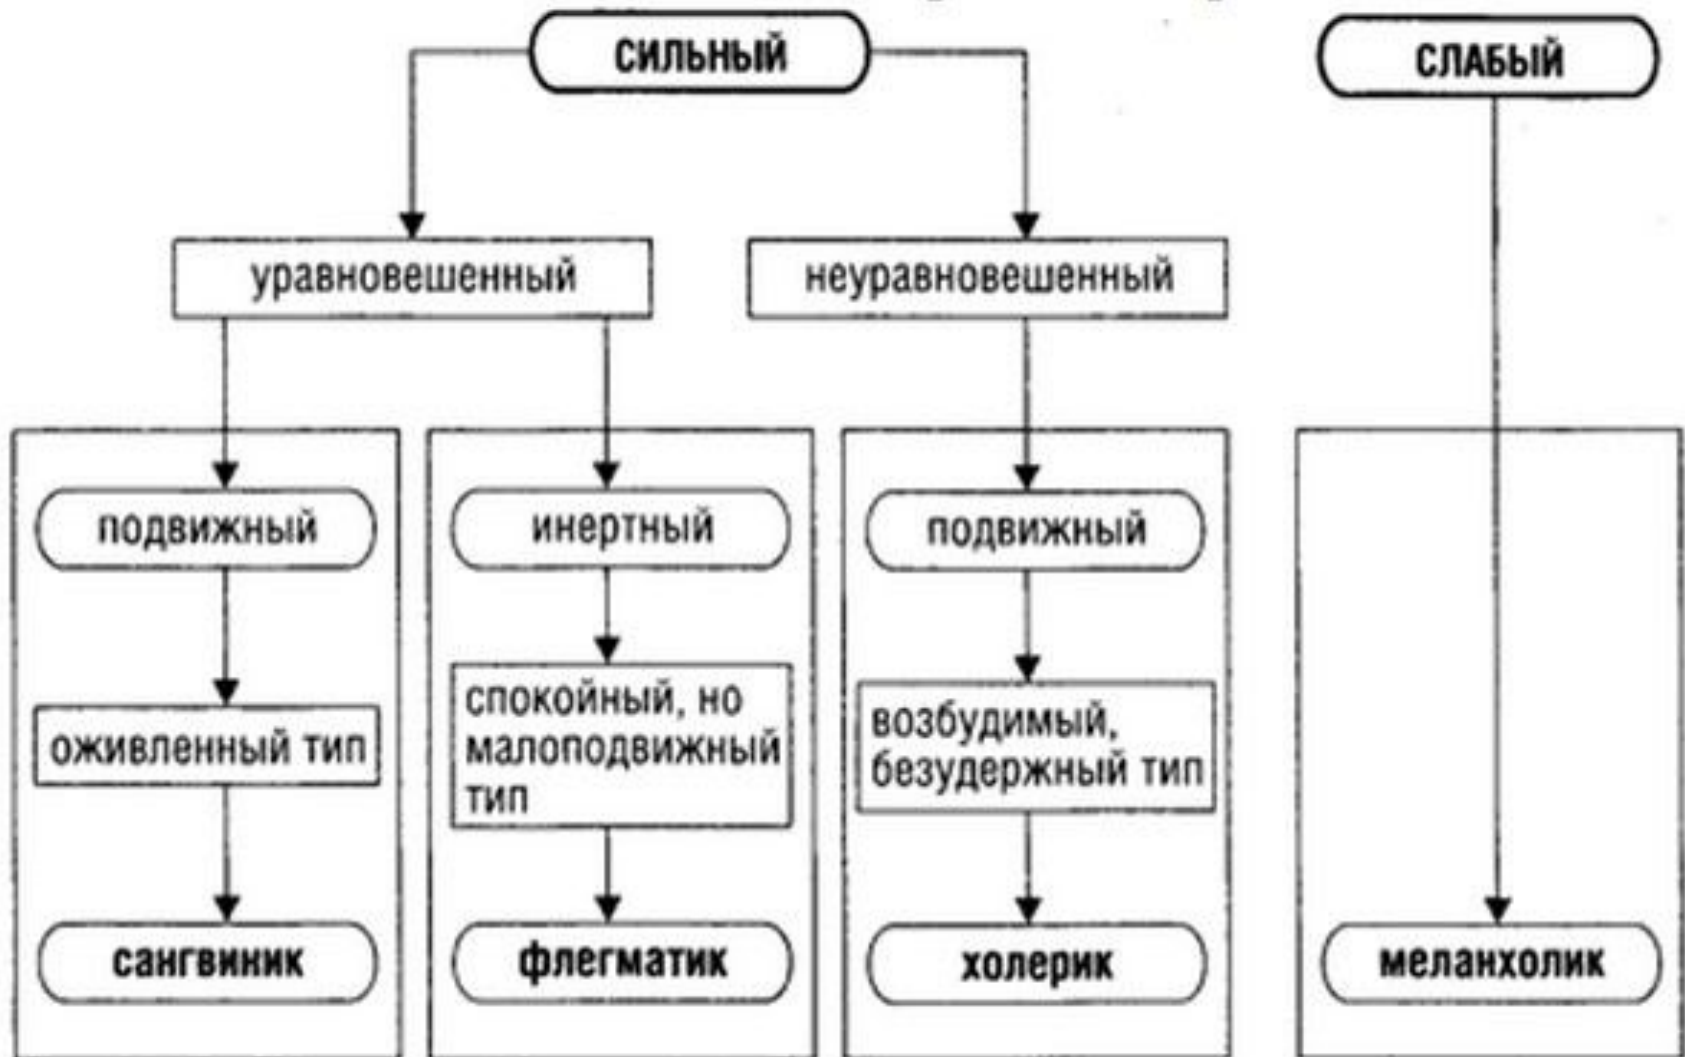 СИЛЬНЫЙ
СЛАБЫЙ
уравновешенный
неуравновешенный
подвижный
инертный
подвижный
оживленный тип
спокойный, но
малоподвижный
тип
возбудимый,
безудержный тип
сангвиник
флегматик
холерик
меланхолик